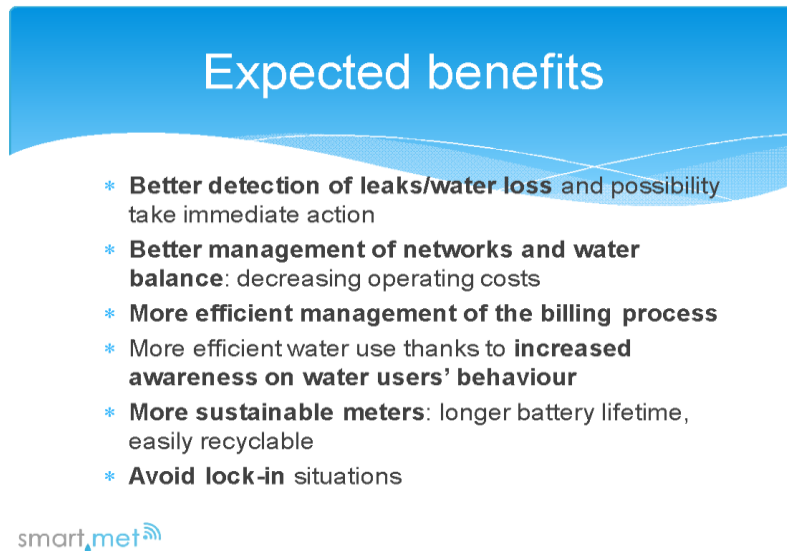 Expected benefits
* Better detection of leaks/water loss and possibility
take immediate action
* Better management of networks and water
balance: decreasing operating costs
* More efficient management of the billing process
* More efficient water use thanks to increased
awareness on water users’ behaviour
* More sustainable meters: longer battery lifetime,
easily recyclable
* Avoid lock-in situations
smart.met